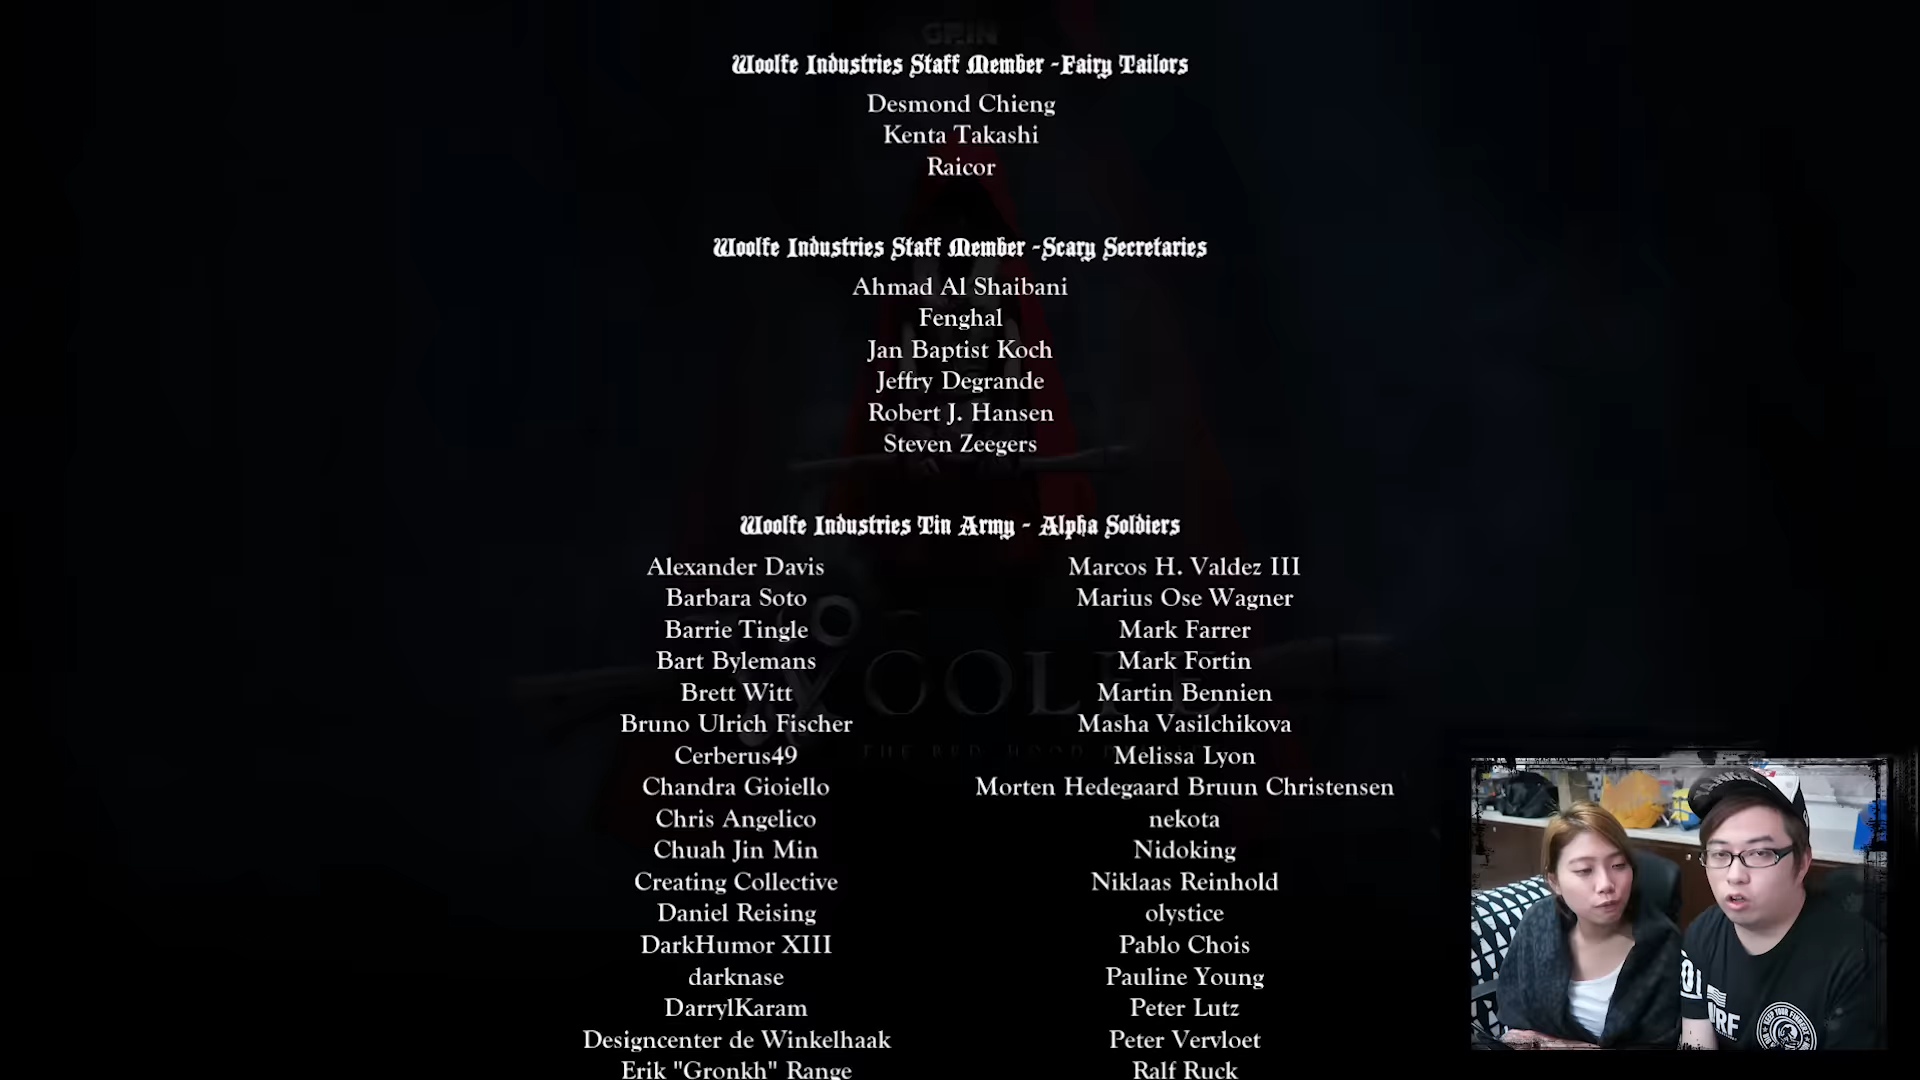 GRIN
Woolfe Industries Staff Member -Fairy Tailors
Desmond Chieng
Kenta Takashi
Raicor
Woolfe Industries Staff Member -Scary Secretaries
Ahmad Al Shaibani
Fenghal
Jan Baptist Koch
Jeffry Degrande
Robert J. Hansen
Steven Zeegers
Woolfe Industries Tin Army - Alpha Soldiers
Alexander Davis
Barbara Soto
Barrie Tingle
Bart Bylemans
Brett Witt
Bruno Ulrich Fischer
Cerberus49
Chandra Gioiello
Chris Angelico
Chuah Jin Min
Creating Collective
Daniel Reising
DarkHumor XIII
darknase
DarrylKaram
Designcenter de Winkelhaak
Erik "Gronkh" Range
Marcos H. Valdez III
Marius Ose Wagner
Mark Farrer
Mark Fortin
Martin Bennien
Masha Vasilchikova
Melissa Lyon
Morten Hedegaard Bruun Christensen
nekota
Nidoking
Niklaas Reinhold
olystice
Pablo Chois
Pauline Young
Peter Lutz
Peter Vervloet
Ralf Ruck
WOOLFE
THE RED HOOD